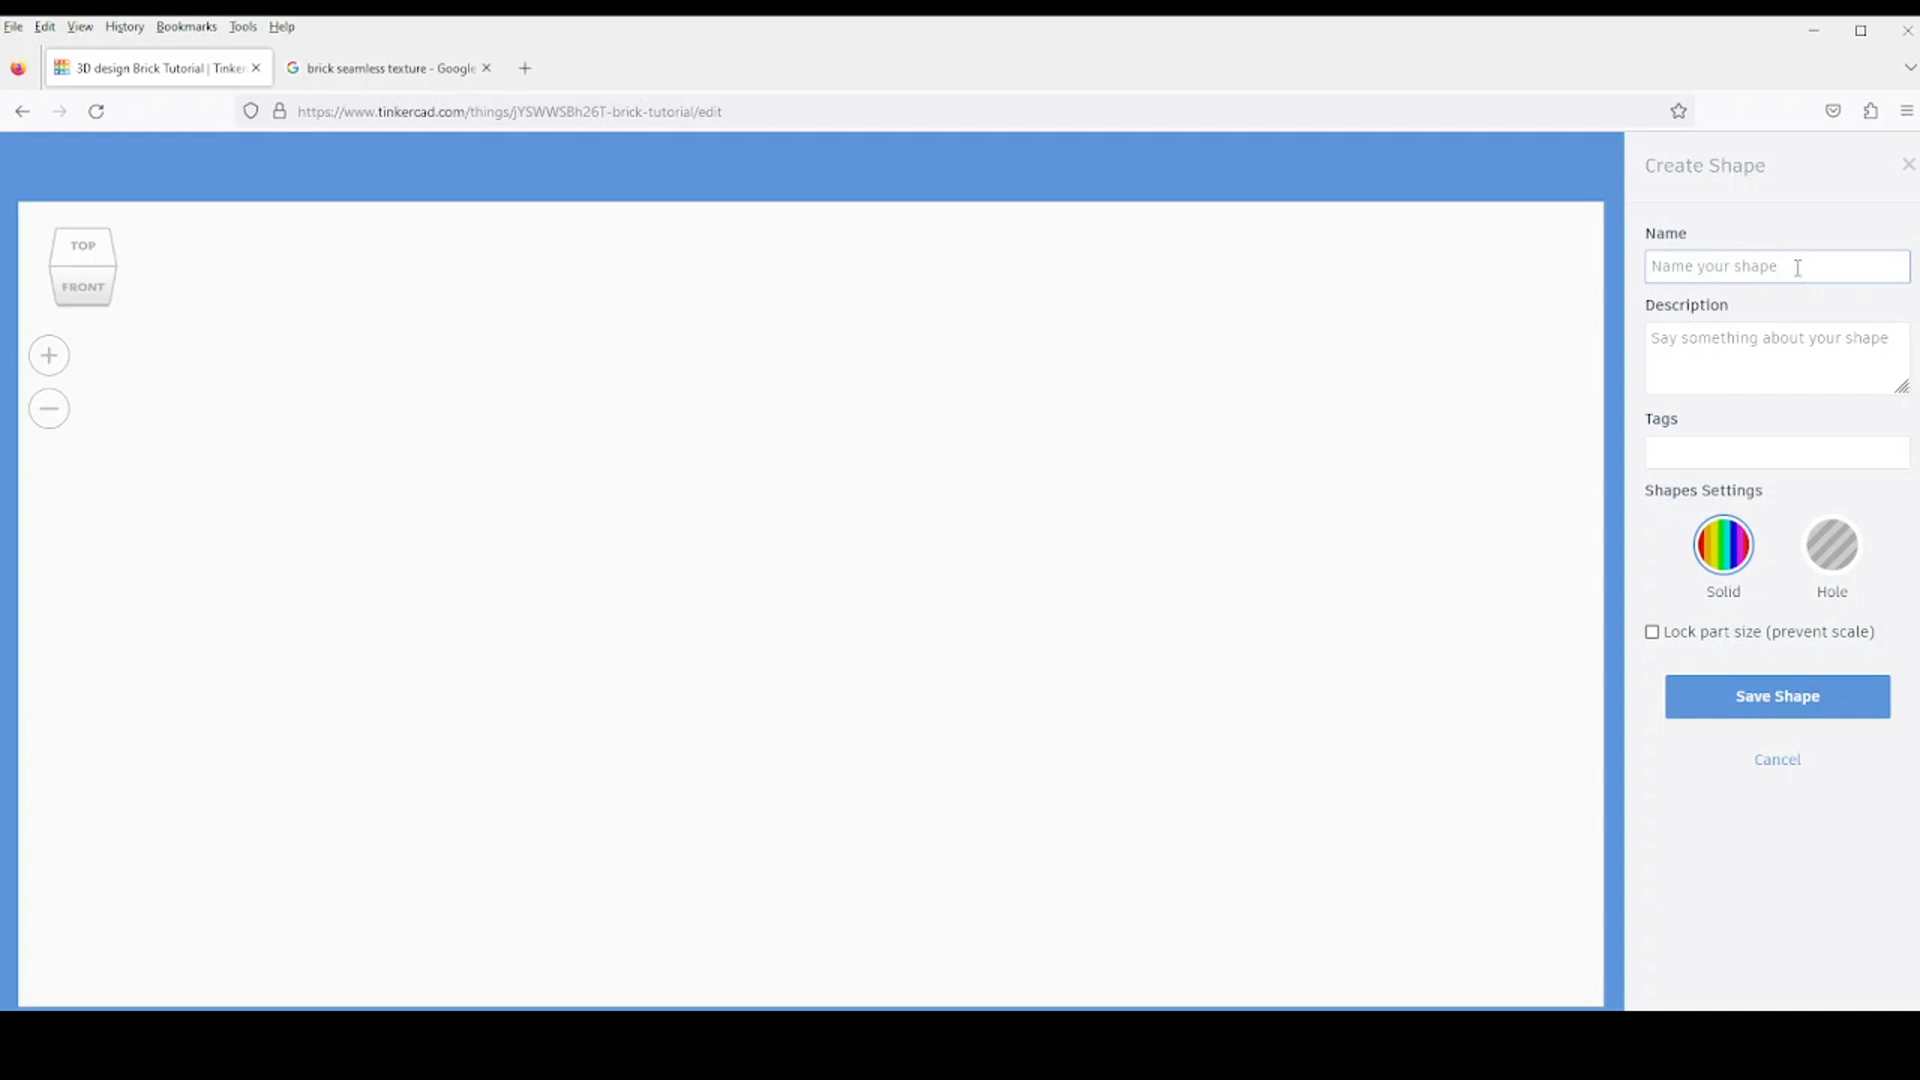 File Edit View History Bookmarks Tools Help
3D design Brick Tutorial | Tinker
brick seamless texture - Google
https://www.tinkercad.com/things/jYSWWSBh26T-brick-tutorial/edit
Create Shape
TOP
FRONT
Name
Name your shape
Description
Say something about your shape
Tags
Shapes Settings
Solid Hole
Lock part size (prevent scale)
Save Shape
Cancel